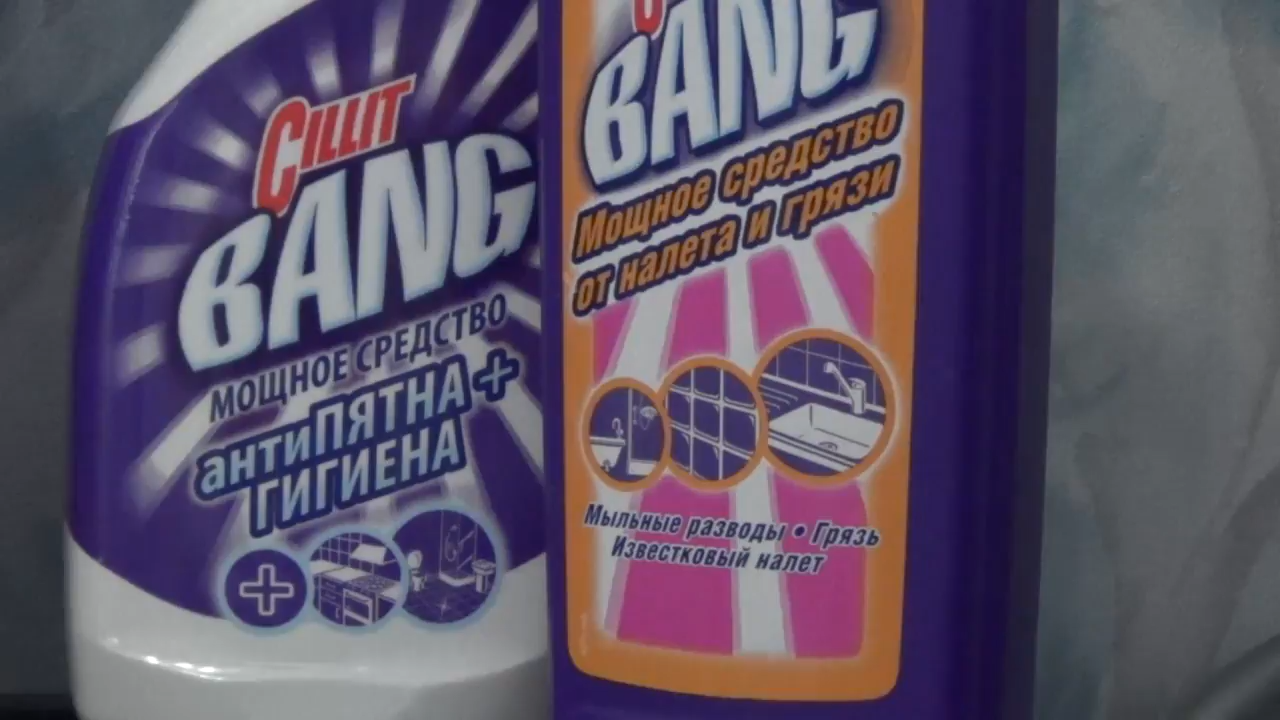 CILLIT
BANG
МОЩНОЕ СРЕДСТВО
антиПЯТНА+
ГИГИЕНА
BANG
Мощное средство
от налета и грязи
Мыльные разводы • Грязь
Известковый налет